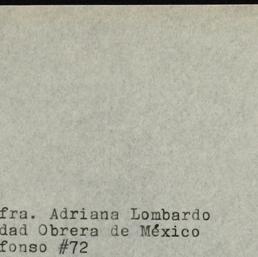 fra. Adriana Lombardo
dad Obrera de México
fonso #72